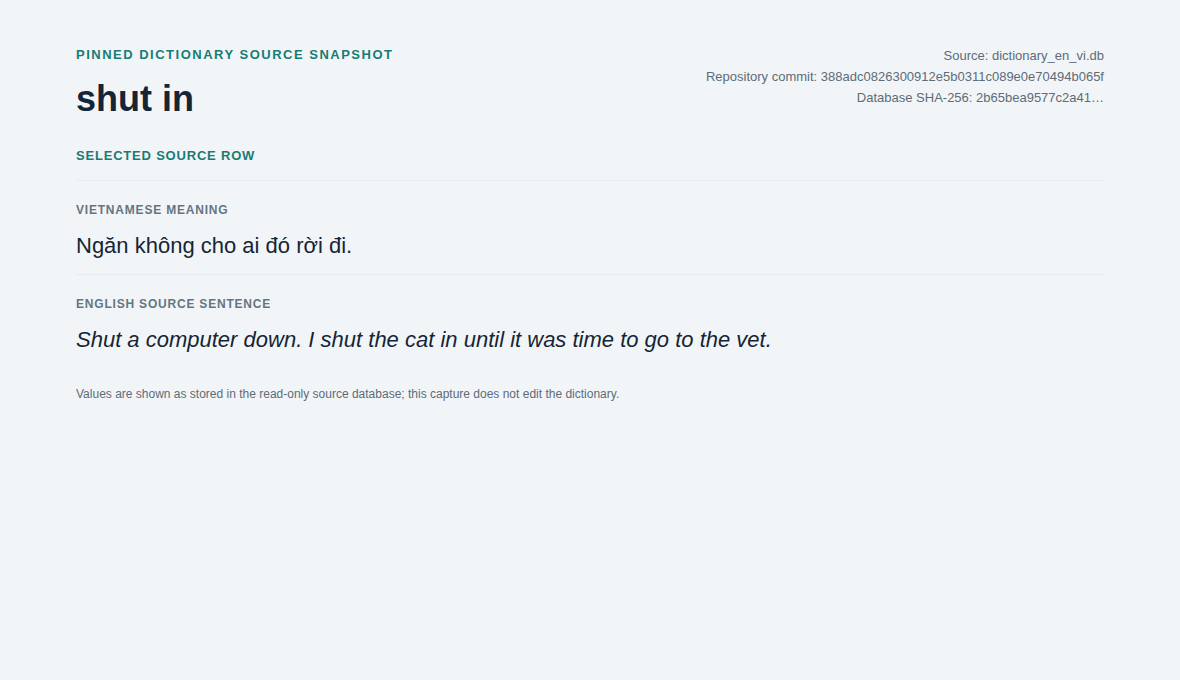 PINNED DICTIONARY SOURCE SNAPSHOT
shut in
Source: dictionary_en_vi.db
Repository commit: 388adc0826300912e5b0311c089e0e70494b065f
Database SHA-256: 2b65bea9577c2a41…
SELECTED SOURCE ROW
VIETNAMESE MEANING
Ngăn không cho ai đó rời đi.
ENGLISH SOURCE SENTENCE
Shut a computer down. I shut the cat in until it was time to go to the vet.
Values are shown as stored in the read-only source database; this capture does not edit the dictionary.